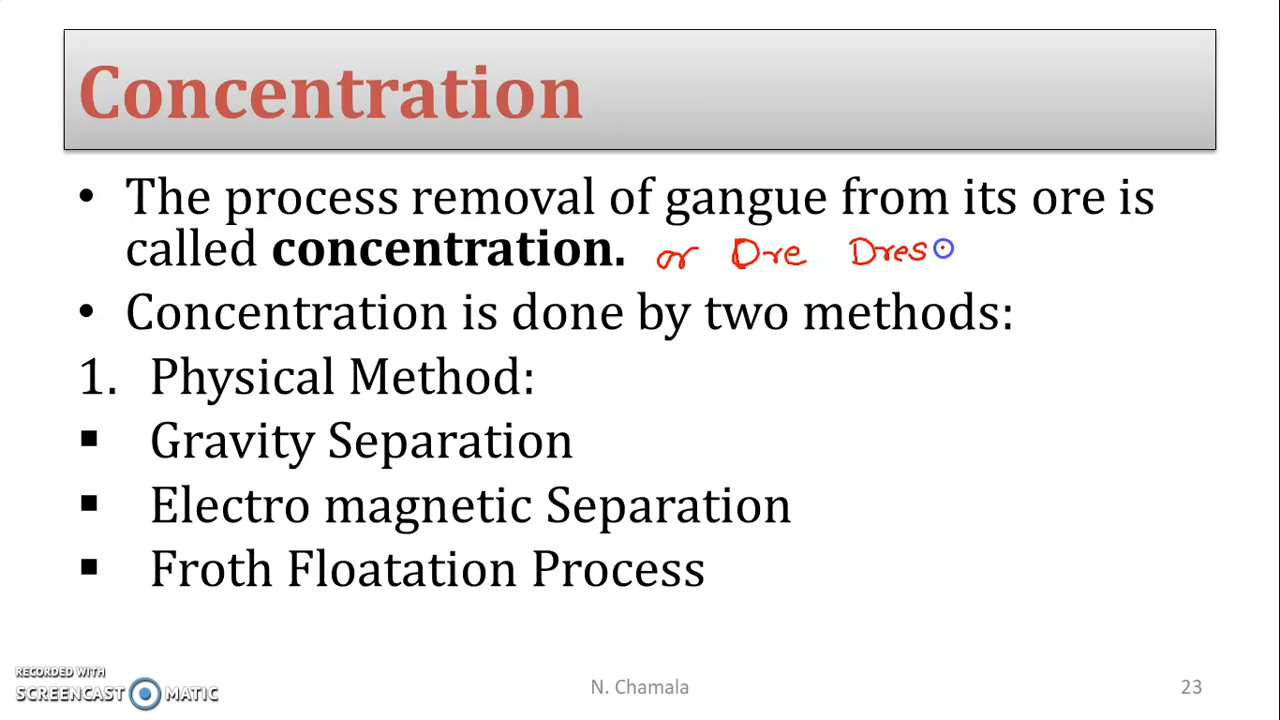 Concentration
• The process removal of gangue from its ore is
called concentration. or Ore Dres
• Concentration is done by two methods:
1. Physical Method:
▪ Gravity Separation
▪ Electro magnetic Separation
▪ Froth Floatation Process
RECORDED WITH
SCREENCAST MATIC
N. Chamala
23